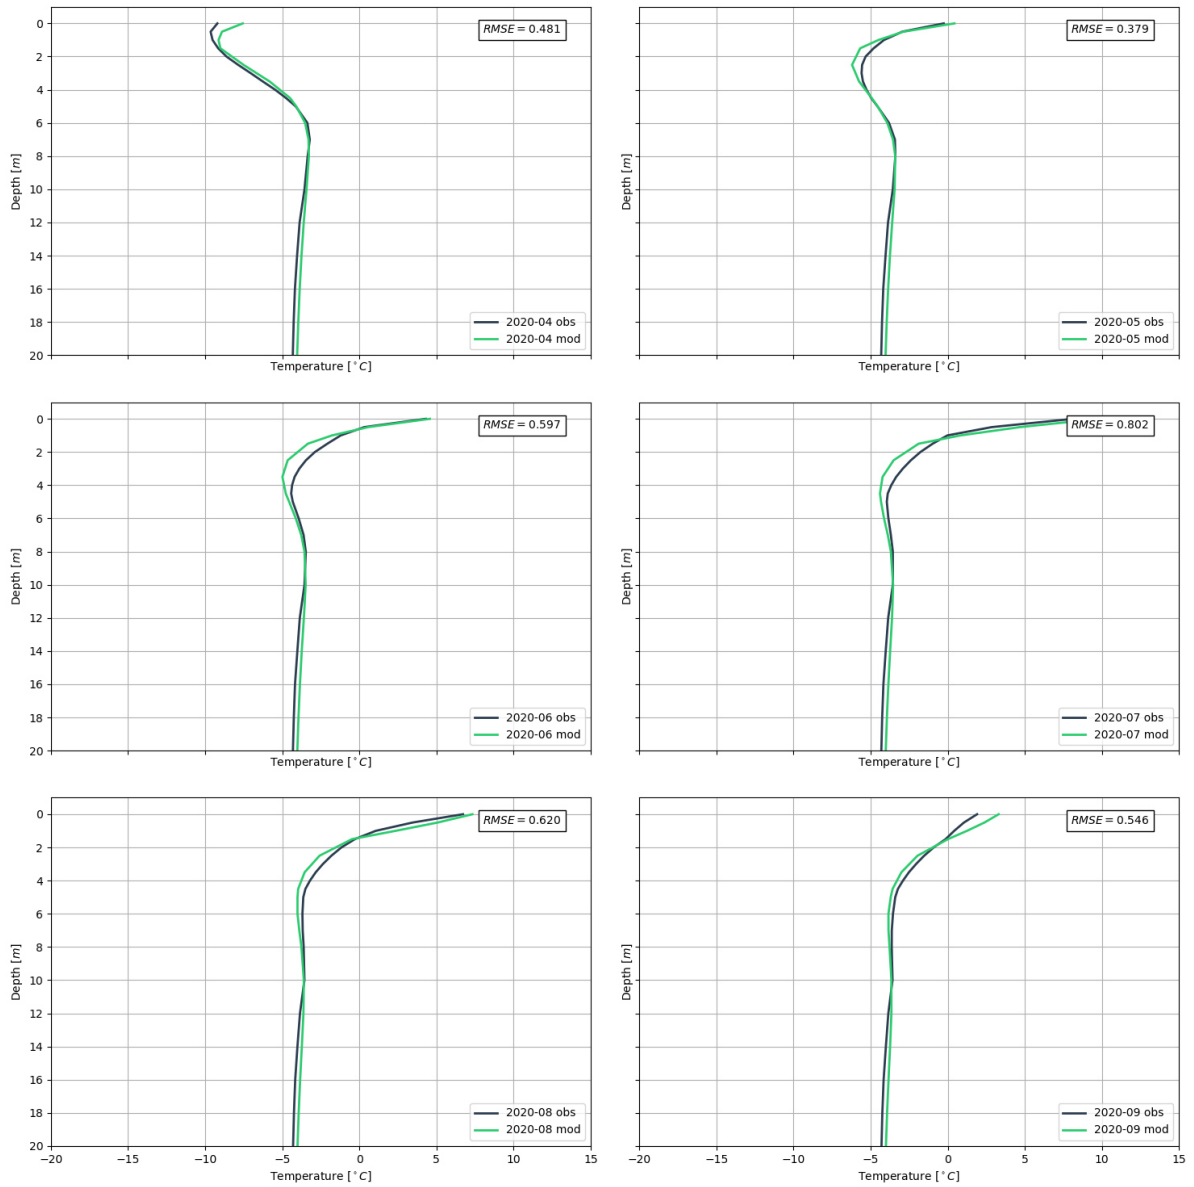 0
2
4
6
8
10
12
14
16
18
20
Depth [m]
RMSE = 0.481
2020-04 obs
2020-04 mod
Temperature [°C]
Depth [m]
RMSE = 0.379
2020-05 obs
2020-05 mod
Temperature [°C]
0
2
4
6
8
10
12
14
16
18
20
Depth [m]
RMSE = 0.597
2020-06 obs
2020-06 mod
Temperature [°C]
Depth [m]
RMSE = 0.802
2020-07 obs
2020-07 mod
Temperature [°C]
0
2
4
6
8
10
12
14
16
18
20
Depth [m]
RMSE = 0.620
2020-08 obs
2020-08 mod
−20 −15 −10 −5 0 5 10 15
Temperature [°C]
Depth [m]
RMSE = 0.546
2020-09 obs
2020-09 mod
−20 −15 −10 −5 0 5 10 15
Temperature [°C]